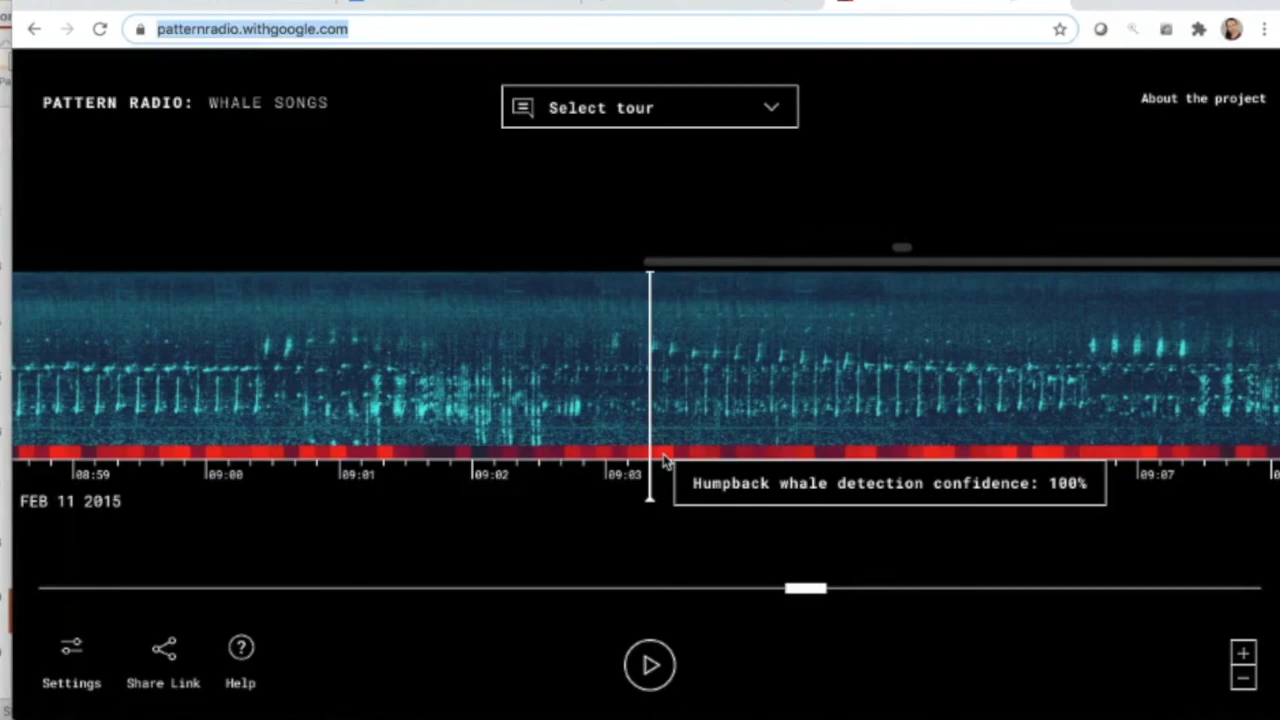 patternradio.withgoogle.com
PATTERN RADIO: WHALE SONGS
Select tour
About the project
08:59 09:00 09:01 09:02 09:03 09:07
Humpback whale detection confidence: 100%
FEB 11 2015
Settings Share Link Help